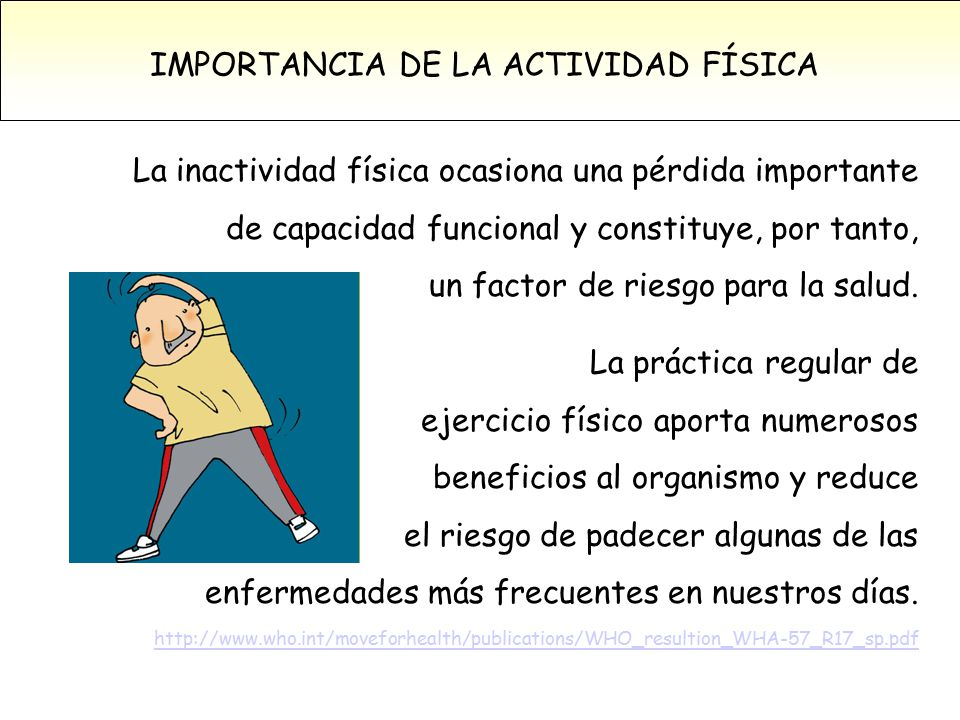 IMPORTANCIA DE LA ACTIVIDAD FÍSICA
La inactividad física ocasiona una pérdida importante
de capacidad funcional y constituye, por tanto,
un factor de riesgo para la salud.
La práctica regular de
ejercicio físico aporta numerosos
beneficios al organismo y reduce
el riesgo de padecer algunas de las
enfermedades más frecuentes en nuestros días.
http://www.who.int/moveforhealth/publications/WHO_resultion_WHA-57_R17_sp.pdf